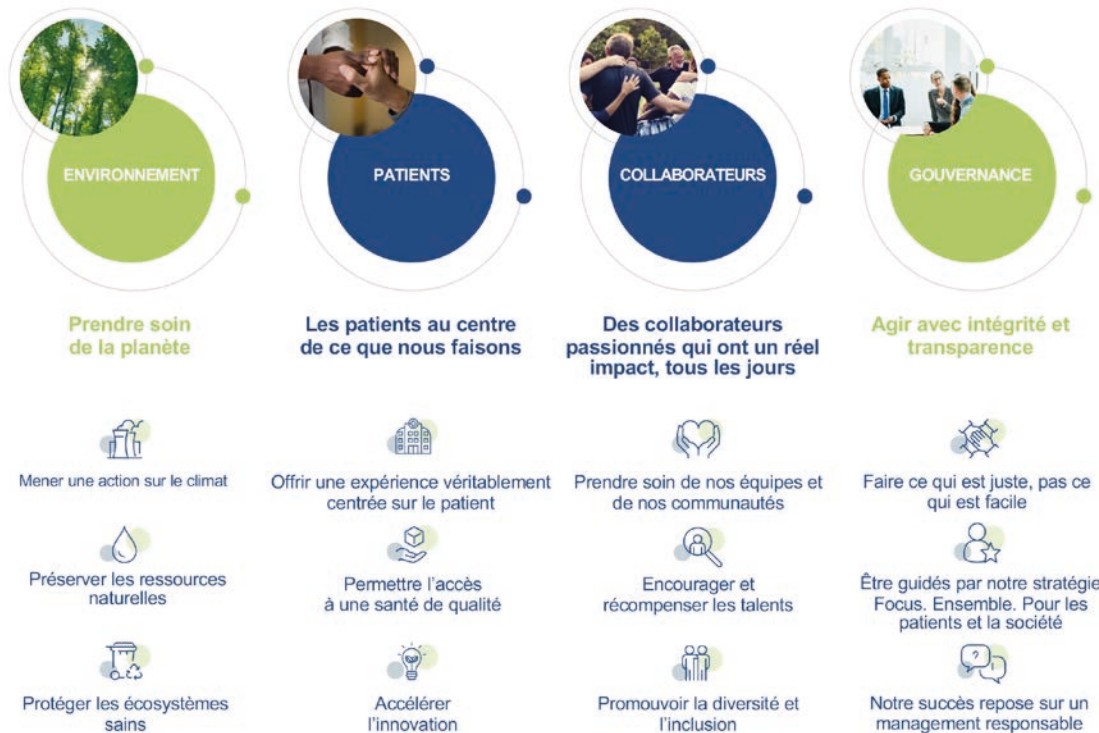 ENVIRONNEMENT
Prendre soin
de la planète
Mener une action sur le climat
Préserver les ressources
naturelles
Protéger les écosystèmes
sains
PATIENTS
Les patients au centre
de ce que nous faisons
Offrir une expérience véritablement
centrée sur le patient
Permettre l'accès
à une santé de qualité
Accélérer
l'innovation
COLLABORATEURS
Des collaborateurs
passionnés qui ont un réel
impact, tous les jours
Prendre soin de nos équipes et
de nos communautés
Encourager et
récompenser les talents
Promouvoir la diversité et
l'inclusion
GOUVERNANCE
Agir avec intégrité et
transparence
Faire ce qui est juste, pas ce
qui est facile
Être guidés par notre stratégie
Focus. Ensemble. Pour les
patients et la société
Notre succès repose sur un
management responsable